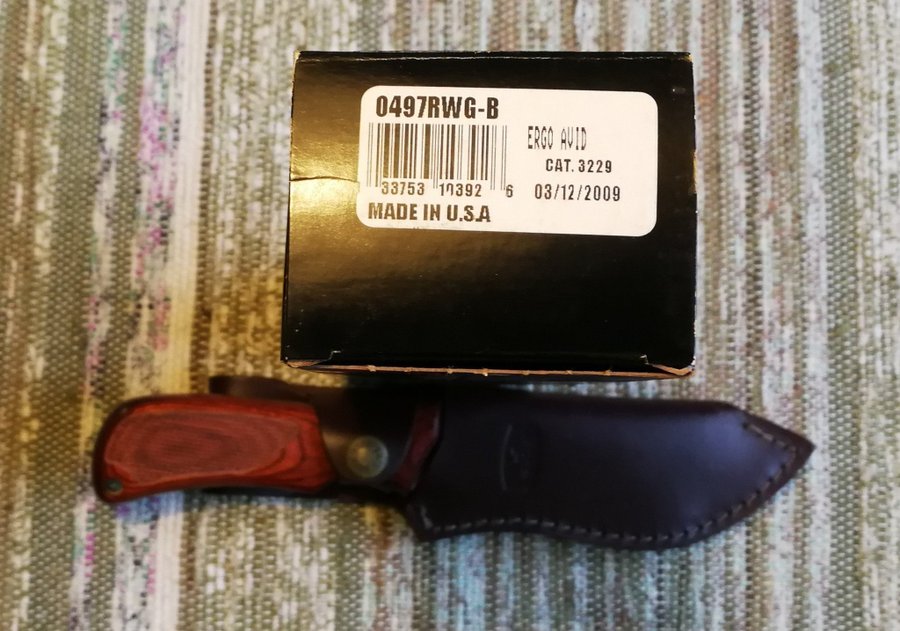 0497RWG-B
ERGO AVID
CAT. 3229
33753 10392 6
03/12/2009
MADE IN U.S.A